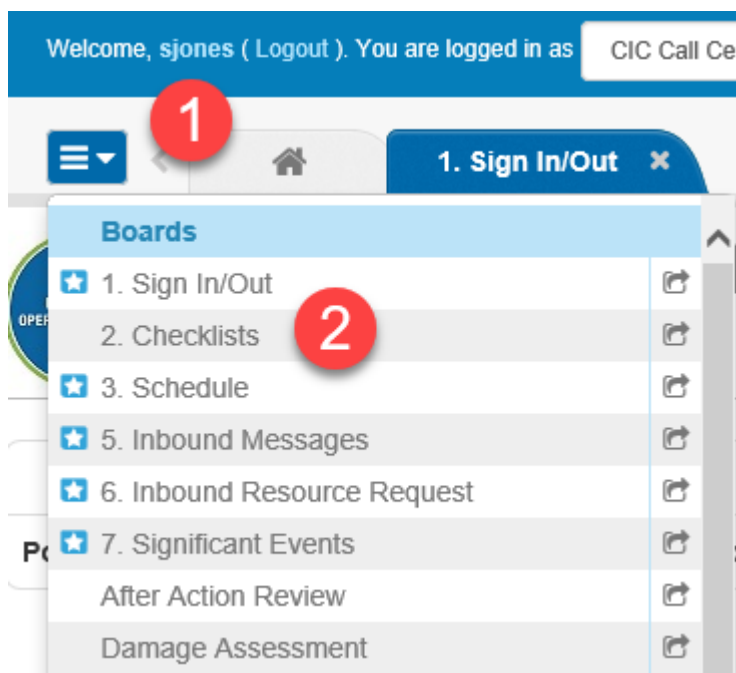 Welcome, sjones ( Logout ). You are logged in as CIC Call Ce
1
1. Sign In/Out
Boards
1. Sign In/Out
2. Checklists
2
3. Schedule
5. Inbound Messages
6. Inbound Resource Request
7. Significant Events
After Action Review
Damage Assessment